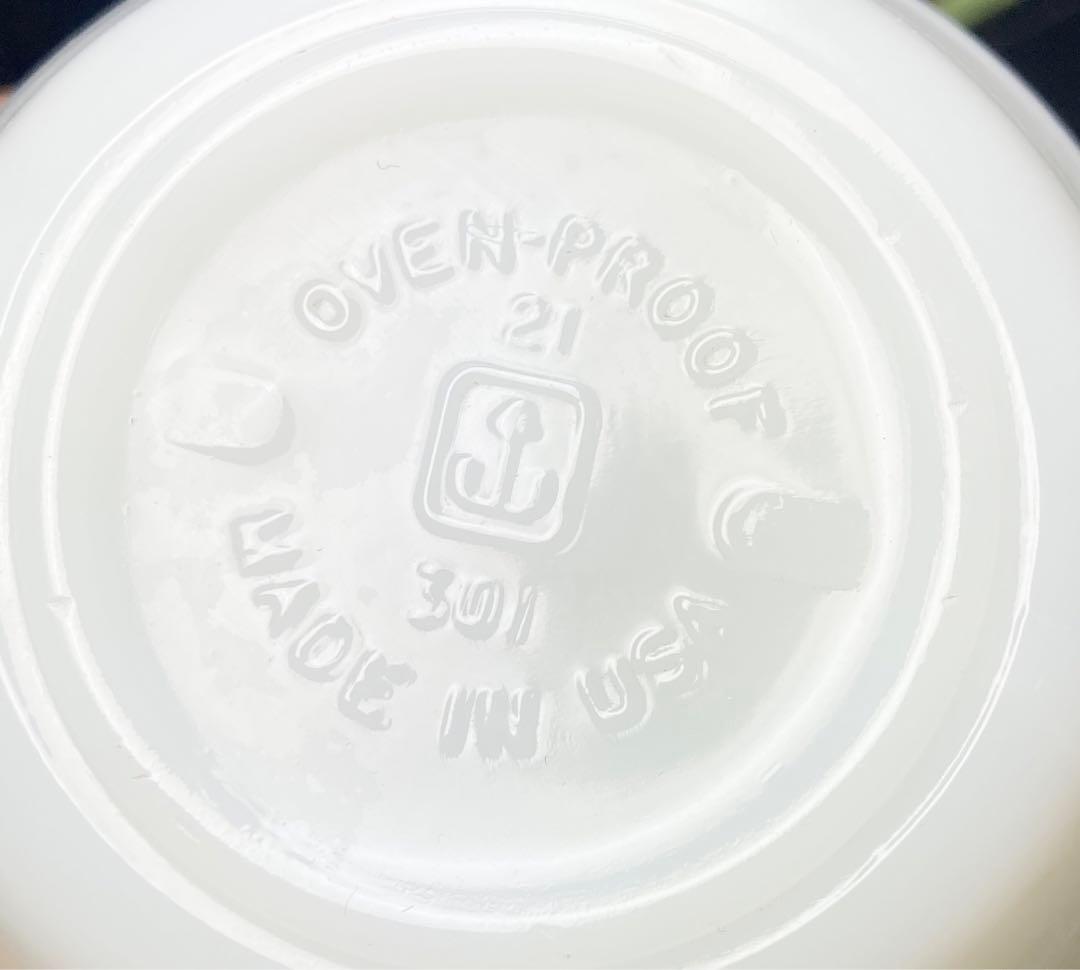 OVEN-PROOF
21
301
MADE IN USA